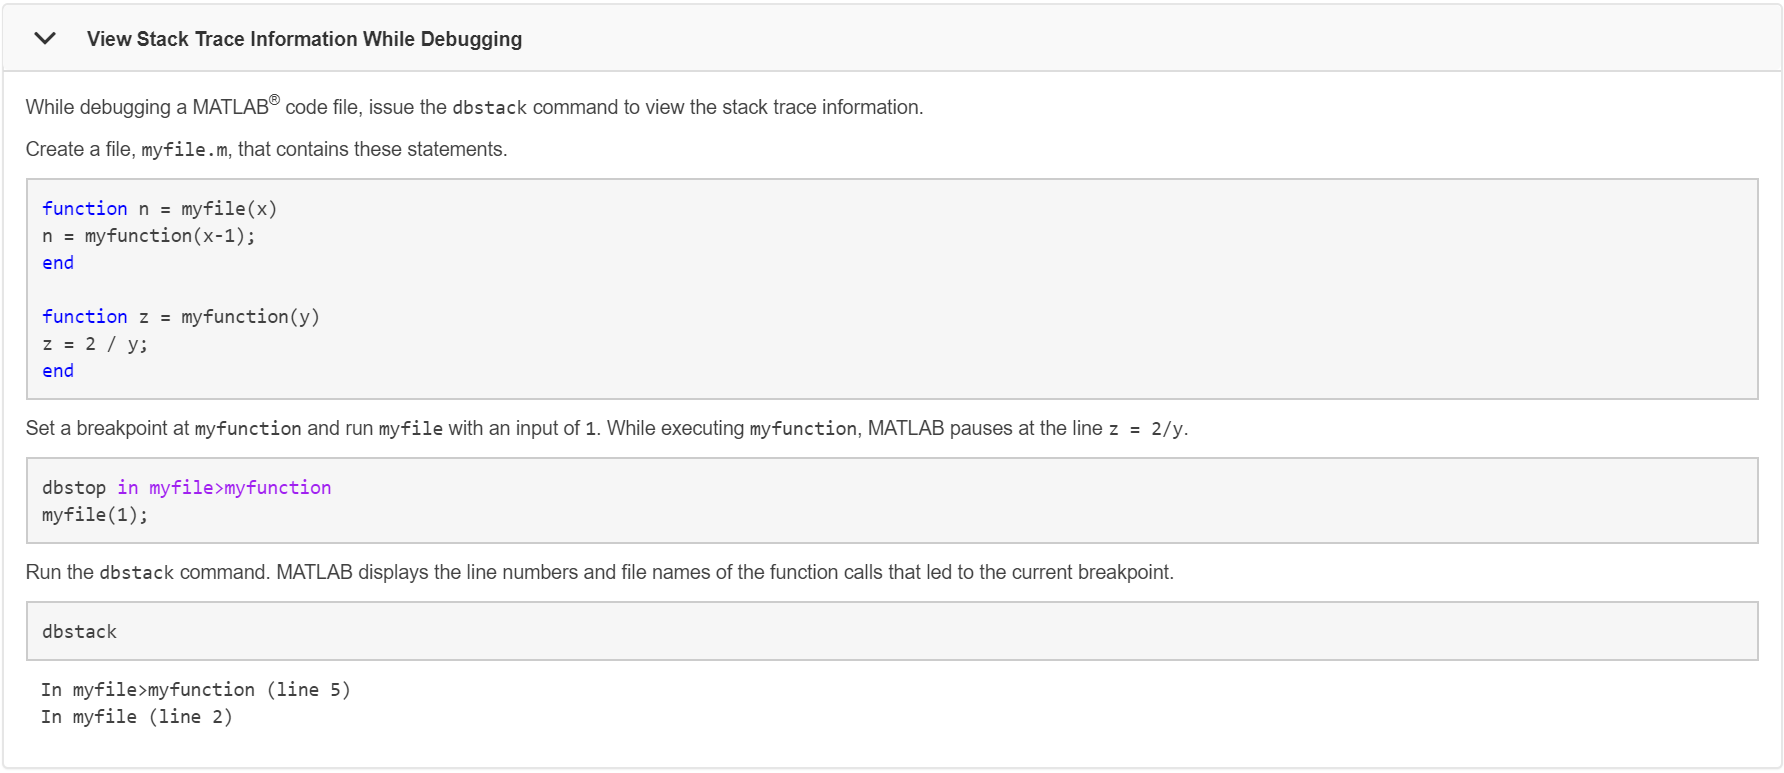 View Stack Trace Information While Debugging
While debugging a MATLAB® code file, issue the dbstack command to view the stack trace information.
Create a file, myfile.m, that contains these statements.
function n = myfile(x)
n = myfunction(x-1);
end
function z = myfunction(y)
z = 2 / y;
end
Set a breakpoint at myfunction and run myfile with an input of 1. While executing myfunction, MATLAB pauses at the line z = 2/y.
dbstop in myfile>myfunction
myfile(1);
Run the dbstack command. MATLAB displays the line numbers and file names of the function calls that led to the current breakpoint.
dbstack
In myfile>myfunction (line 5)
In myfile (line 2)